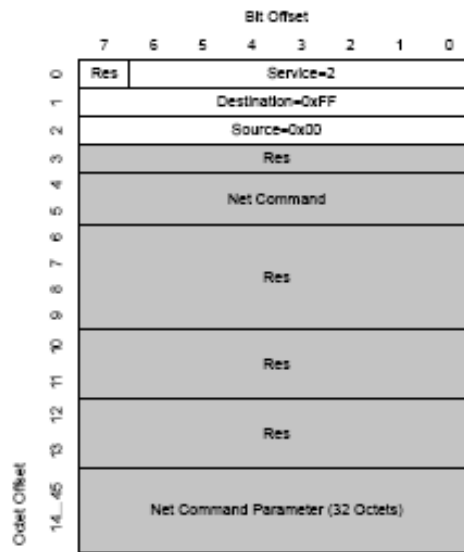 Bit Offset
7 6 5 4 3 2 1 0
0 Res Service=2
1 Destination=0xFF
2 Source=0x00
3 Res
4
Net Command
5
6
7
Res
8
9
10
Res
11
12
Res
13
14...45 Net Command Parameter (32 Octets)
Octet Offset